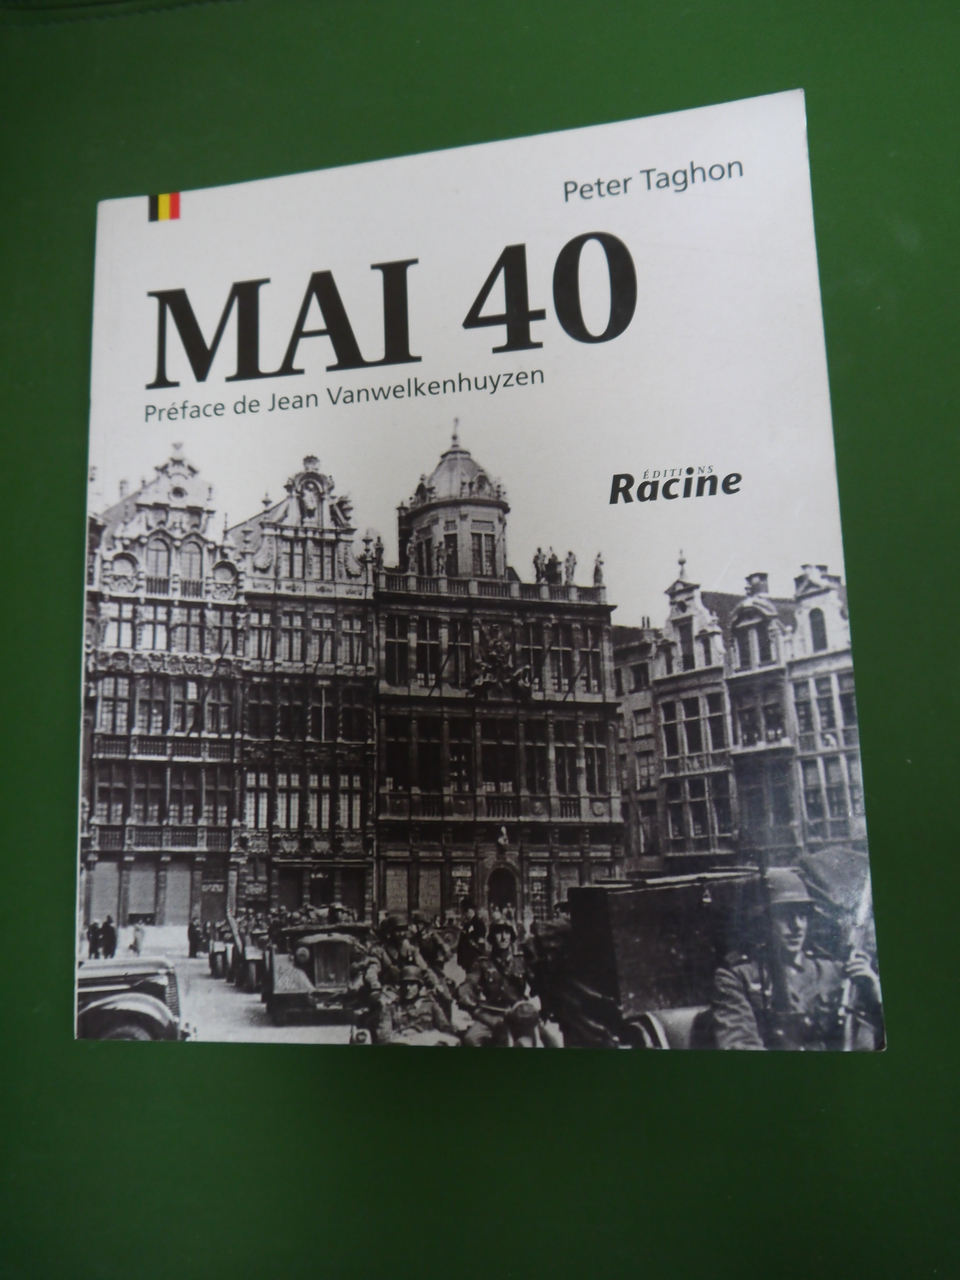 Peter Taghon
MAI 40
Préface de Jean Vanwelkenhuyzen
ÉDITIONS
Racine